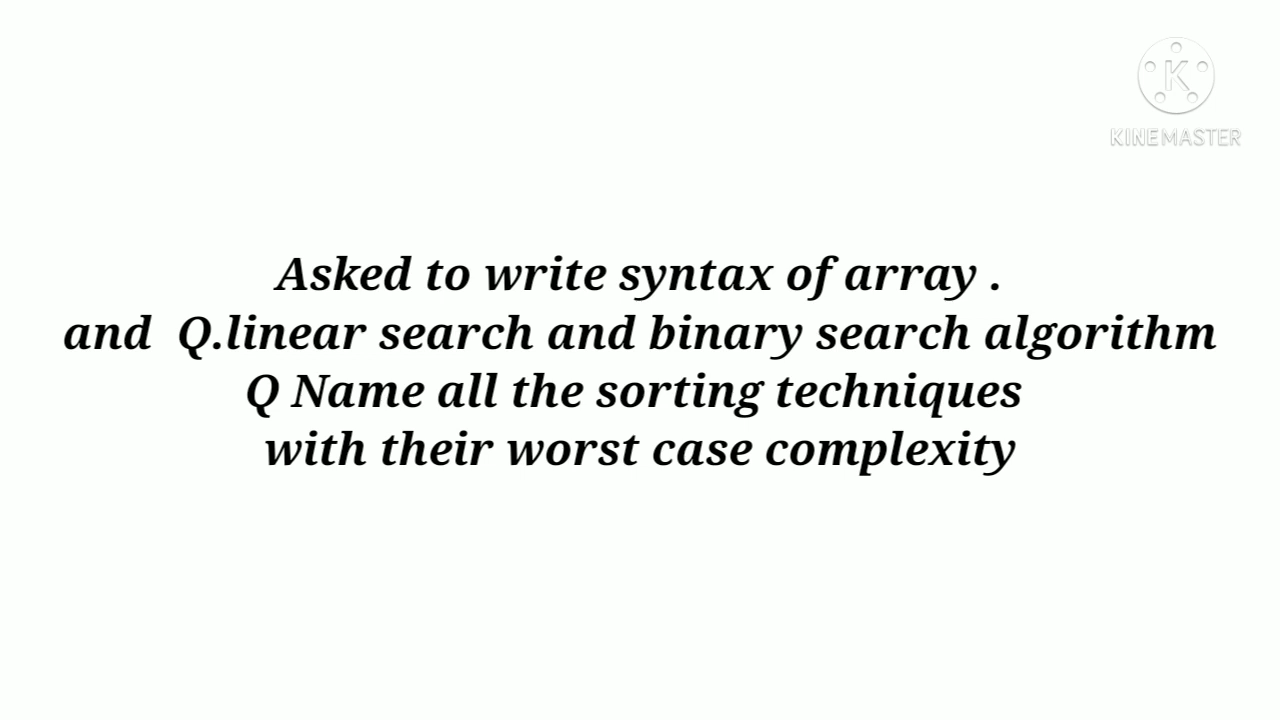 KINEMASTER
Asked to write syntax of array .
and Q.linear search and binary search algorithm
Q Name all the sorting techniques
with their worst case complexity